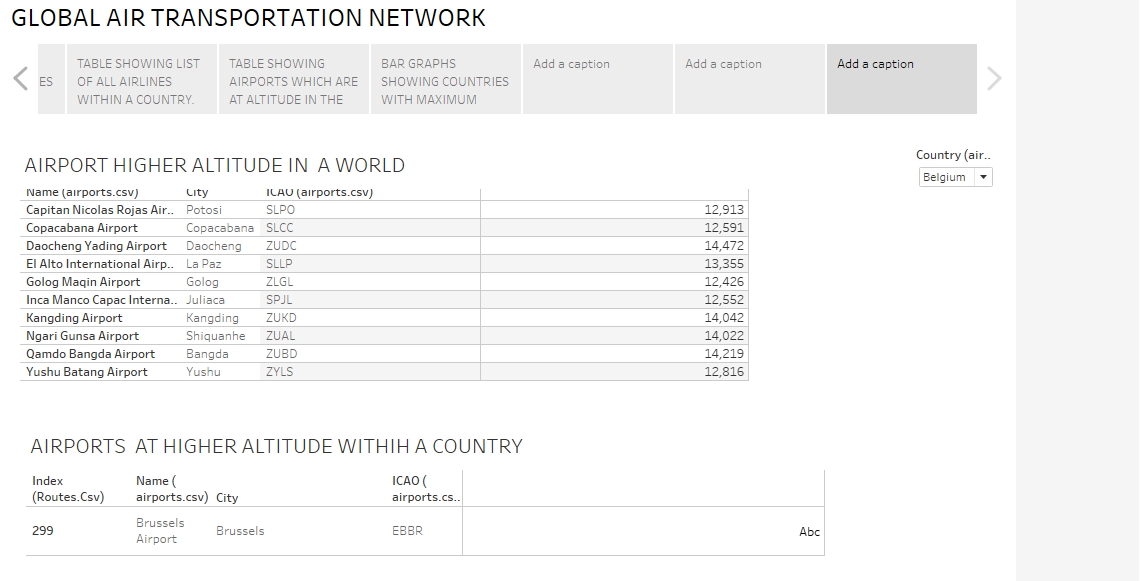 GLOBAL AIR TRANSPORTATION NETWORK
ES
TABLE SHOWING LIST
OF ALL AIRLINES
WITHIN A COUNTRY.
TABLE SHOWING
AIRPORTS WHICH ARE
AT ALTITUDE IN THE
BAR GRAPHS
SHOWING COUNTRIES
WITH MAXIMUM
Add a caption
Add a caption
Add a caption
AIRPORT HIGHER ALTITUDE IN A WORLD
Country (air..
Belgium
Name (airports.csv) City ICAO (airports.csv)
Capitan Nicolas Rojas Air.. Potosi SLPO 12,913
Copacabana Airport Copacabana SLCC 12,591
Daocheng Yading Airport Daocheng ZUDC 14,472
El Alto International Airp.. La Paz SLLP 13,355
Golog Maqin Airport Golog ZLGL 12,426
Inca Manco Capac Interna.. Juliaca SPJL 12,552
Kangding Airport Kangding ZUKD 14,042
Ngari Gunsa Airport Shiquanhe ZUAL 14,022
Qamdo Bangda Airport Bangda ZUBD 14,219
Yushu Batang Airport Yushu ZYLS 12,816
AIRPORTS AT HIGHER ALTITUDE WITHIH A COUNTRY
Index Name ( ICAO (
(Routes.Csv) airports.csv) City airports.cs..
299 Brussels Airport Brussels EBBR Abc